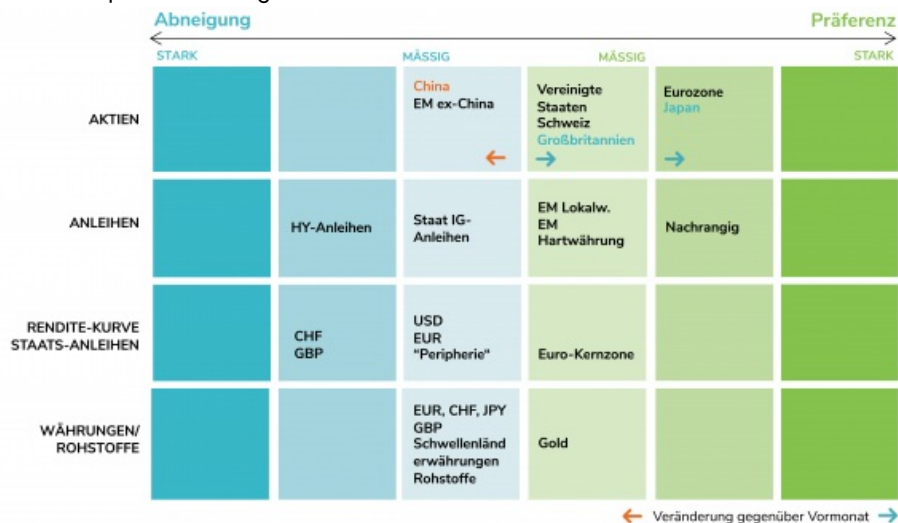 Abneigung
Präferenz
STARK
MÄSSIG
MÄSSIG
STARK
AKTIEN
China
EM ex-China
Vereinigte
Staaten
Schweiz
Großbritannien
Eurozone
Japan
ANLEIHEN
HY-Anleihen
Staat IG-
Anleihen
EM Lokalw.
EM
Hartwährung
Nachrangig
RENDITE-KURVE
STAATS-ANLEIHEN
CHF
GBP
USD
EUR
"Peripherie"
Euro-Kernzone
WÄHRUNGEN/
ROHSTOFFE
EUR, CHF, JPY
GBP
Schwellenländ
erwährungen
Rohstoffe
Gold
Veränderung gegenüber Vormonat